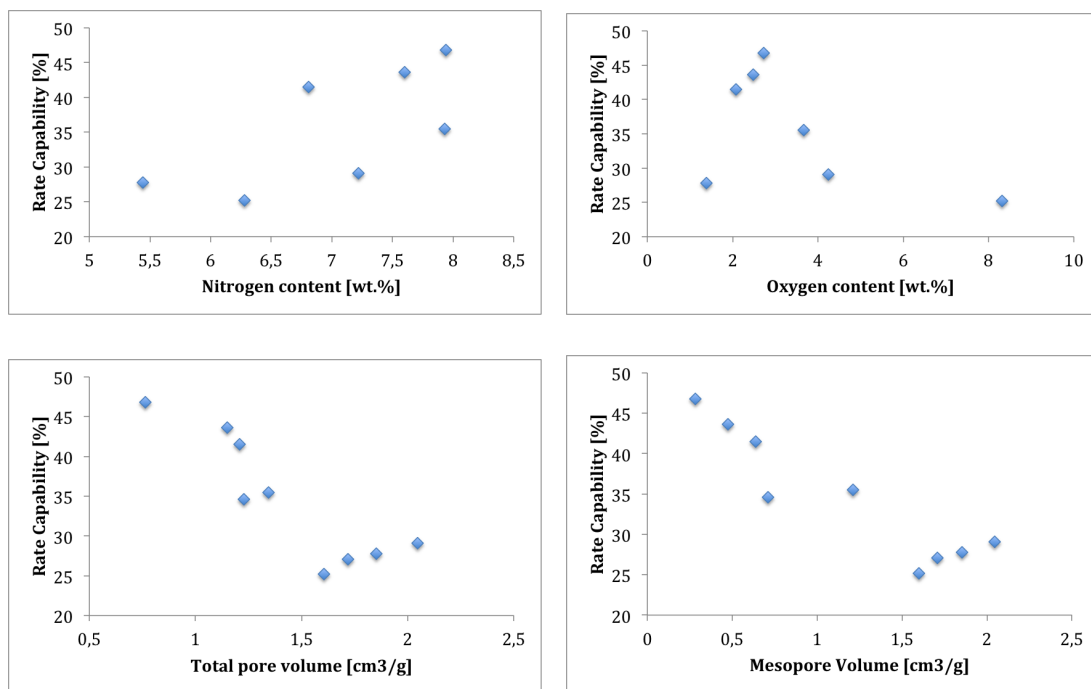 Rate Capability [%]
50
45
40
35
30
25
20
5 5,5 6 6,5 7 7,5 8 8,5
Nitrogen content [wt.%]
Rate Capability [%]
50
45
40
35
30
25
20
0 2 4 6 8 10
Oxygen content [wt.%]
Rate Capability [%]
50
45
40
35
30
25
20
0,5 1 1,5 2 2,5
Total pore volume [cm3/g]
Rate Capability [%]
50
45
40
35
30
25
20
0 0,5 1 1,5 2 2,5
Mesopore Volume [cm3/g]